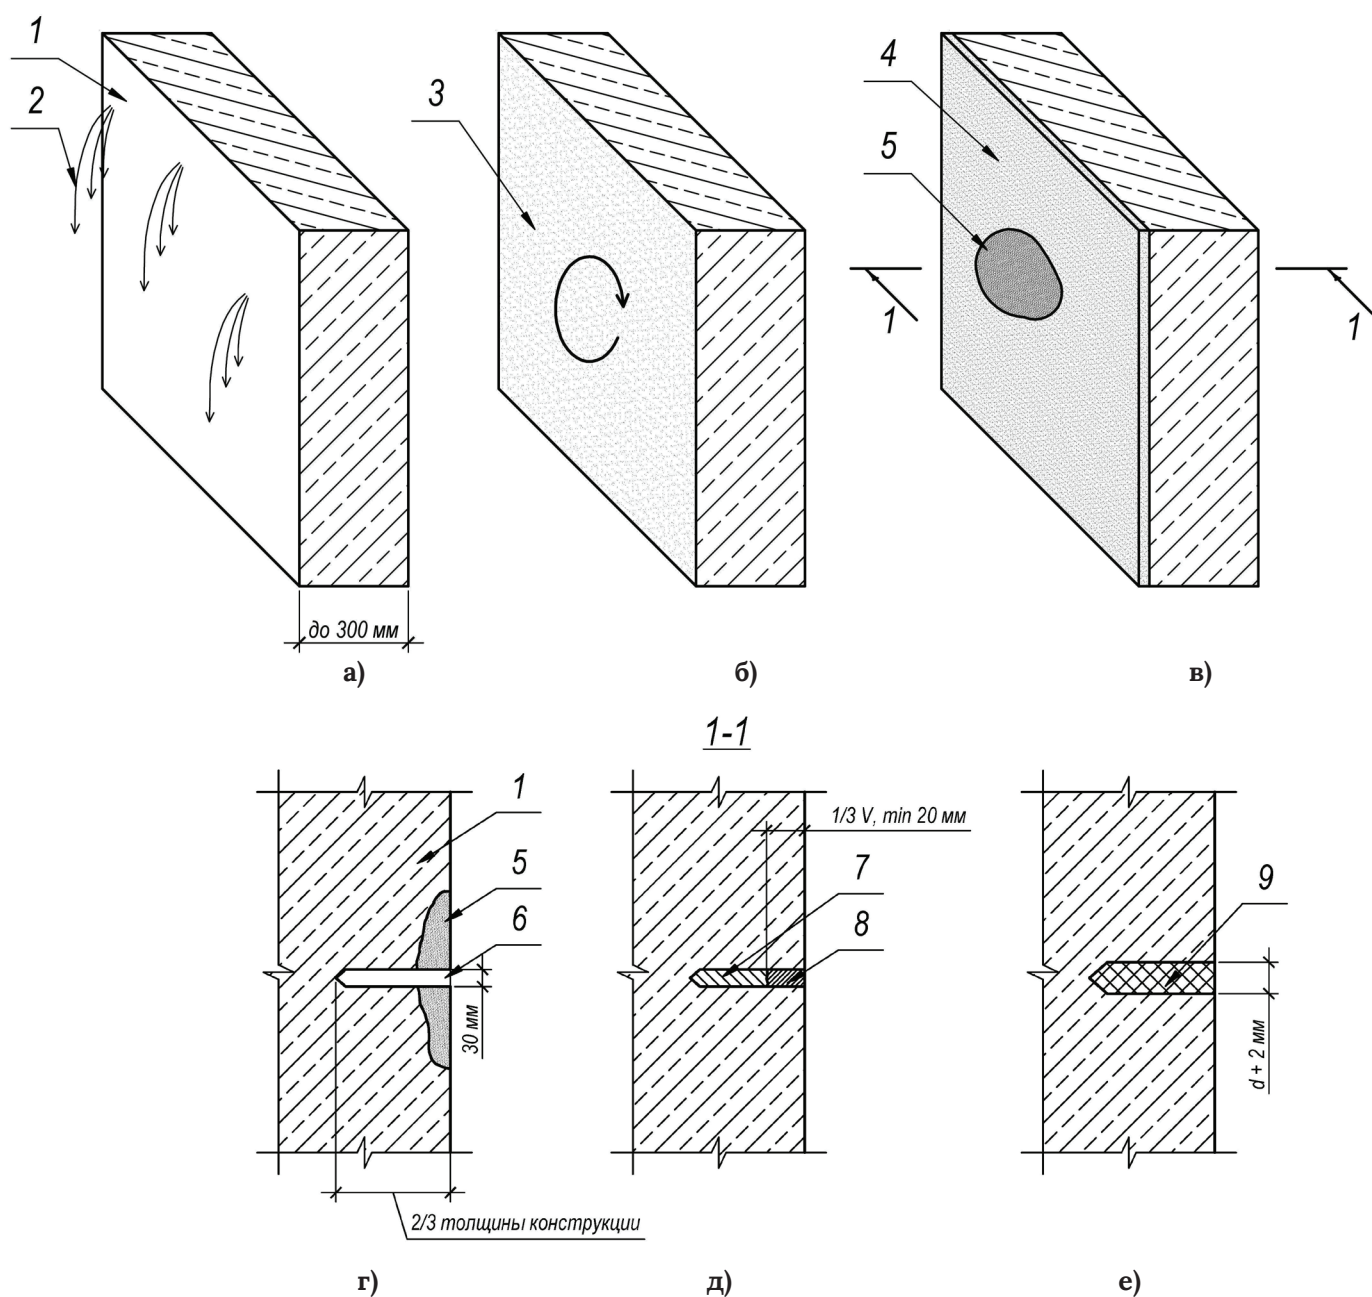 1
2
3
4
5
1
1
до 300 мм
а)
б)
в)
1-1
1
5
6
30 мм
2/3 толщины конструкции
1/3 V, min 20 мм
7
8
9
d + 2 мм
г)
д)
е)